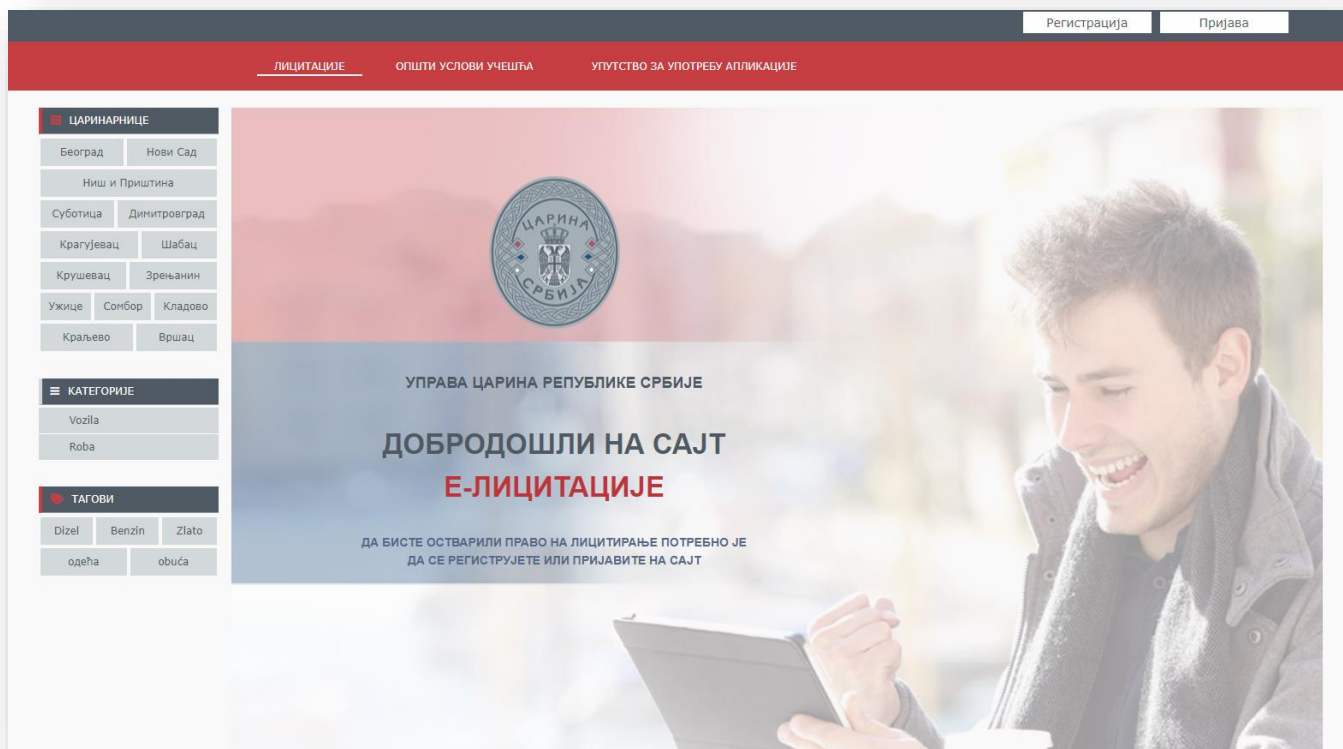 Регистрација
Пријава
ЛИЦИТАЦИЈЕ
ОПШТИ УСЛОВИ УЧЕШЋА
УПУТСТВО ЗА УПОТРЕБУ АПЛИКАЦИЈЕ
ЦАРИНАРНИЦЕ
Београд
Нови Сад
Ниш и Приштина
Суботица
Димитровград
Крагујевац
Шабац
Крушевац
Зрењанин
Ужице
Сомбор
Кладово
Краљево
Вршац
КАТЕГОРИЈЕ
Vozila
Roba
ТАГОВИ
Dizel
Benzin
Zlato
одећа
obuća
ЦАРИНА
СРБИЈА
УПРАВА ЦАРИНА РЕПУБЛИКЕ СРБИЈЕ
ДОБРОДОШЛИ НА САЈТ
Е-ЛИЦИТАЦИЈЕ
ДА БИСТЕ ОСТВАРИЛИ ПРАВО НА ЛИЦИТИРАЊЕ ПОТРЕБНО ЈЕ
ДА СЕ РЕГИСТРУЈЕТЕ ИЛИ ПРИЈАВИТЕ НА САЈТ